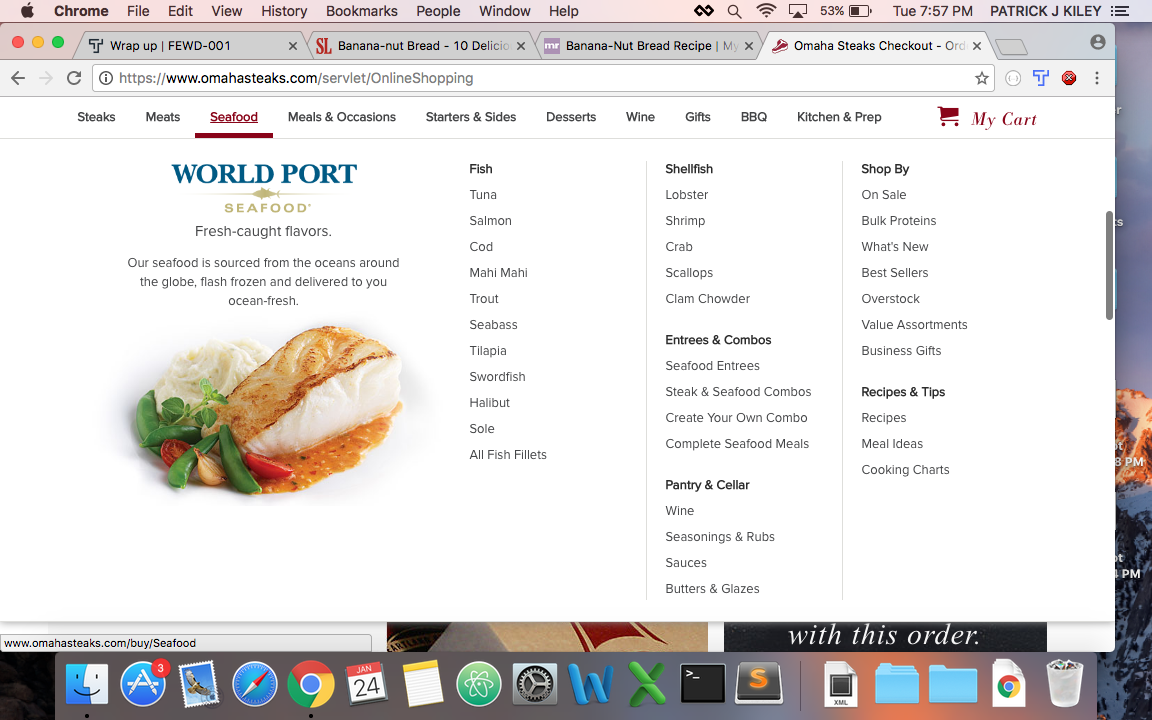 Chrome File Edit View History Bookmarks People Window Help 53% Tue 7:57 PM PATRICK J KILEY
Wrap up | FEWD-001
SL Banana-nut Bread - 10 Delicio
mr Banana-Nut Bread Recipe | My
Omaha Steaks Checkout - Ord
https://www.omahasteaks.com/servlet/OnlineShopping
Steaks Meats Seafood Meals & Occasions Starters & Sides Desserts Wine Gifts BBQ Kitchen & Prep My Cart
WORLD PORT
SEAFOOD
Fresh-caught flavors.
Our seafood is sourced from the oceans around
the globe, flash frozen and delivered to you
ocean-fresh.
Fish
Tuna
Salmon
Cod
Mahi Mahi
Trout
Seabass
Tilapia
Swordfish
Halibut
Sole
All Fish Fillets
Shellfish
Lobster
Shrimp
Crab
Scallops
Clam Chowder
Entrees & Combos
Seafood Entrees
Steak & Seafood Combos
Create Your Own Combo
Complete Seafood Meals
Pantry & Cellar
Wine
Seasonings & Rubs
Sauces
Butters & Glazes
Shop By
On Sale
Bulk Proteins
What's New
Best Sellers
Overstock
Value Assortments
Business Gifts
Recipes & Tips
Recipes
Meal Ideas
Cooking Charts
8 PM
PM
www.omahasteaks.com/buy/Seafood
with this order.
3
JAN
24
>_
S
XML